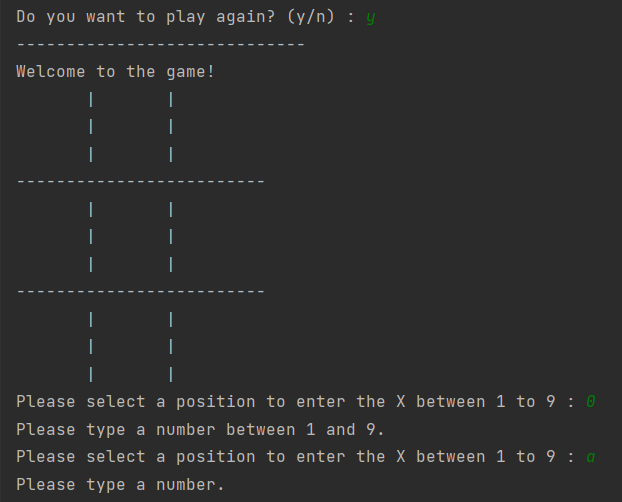 Do you want to play again? (y/n) : y
-----------------------------
Welcome to the game!
       |       |
       |       |
       |       |
-------------------------
       |       |
       |       |
       |       |
-------------------------
       |       |
       |       |
       |       |
Please select a position to enter the X between 1 to 9 : 0
Please type a number between 1 and 9.
Please select a position to enter the X between 1 to 9 : a
Please type a number.